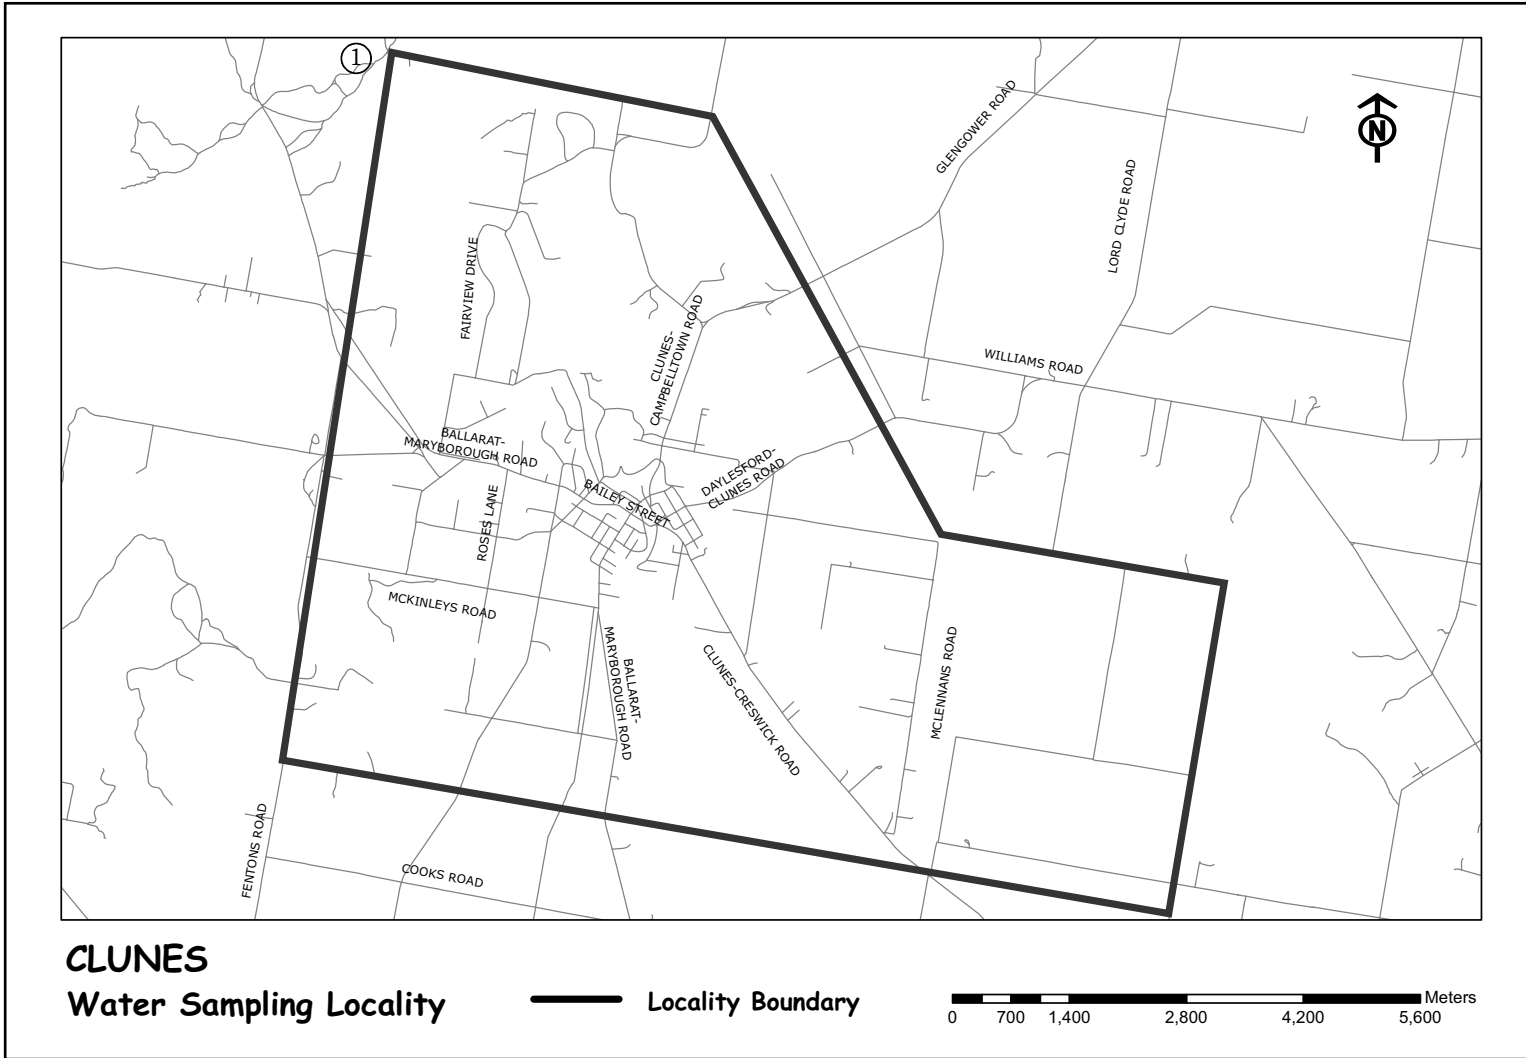 ①
GLENGOWER ROAD
N
LORD CLYDE ROAD
FAIRVIEW DRIVE
CLUNES-
CAMPBELLTOWN ROAD
WILLIAMS ROAD
BALLARAT-
MARYBOROUGH ROAD
DAYLESFORD-
CLUNES ROAD
BAILEY STREET
ROSES LANE
MCKINLEYS ROAD
BALLARAT-
MARYBOROUGH ROAD
CLUNES-CRESWICK ROAD
MCLENNANS ROAD
FENTONS ROAD
COOKS ROAD
CLUNES
Water Sampling Locality
Locality Boundary
Meters
0 700 1,400 2,800 4,200 5,600